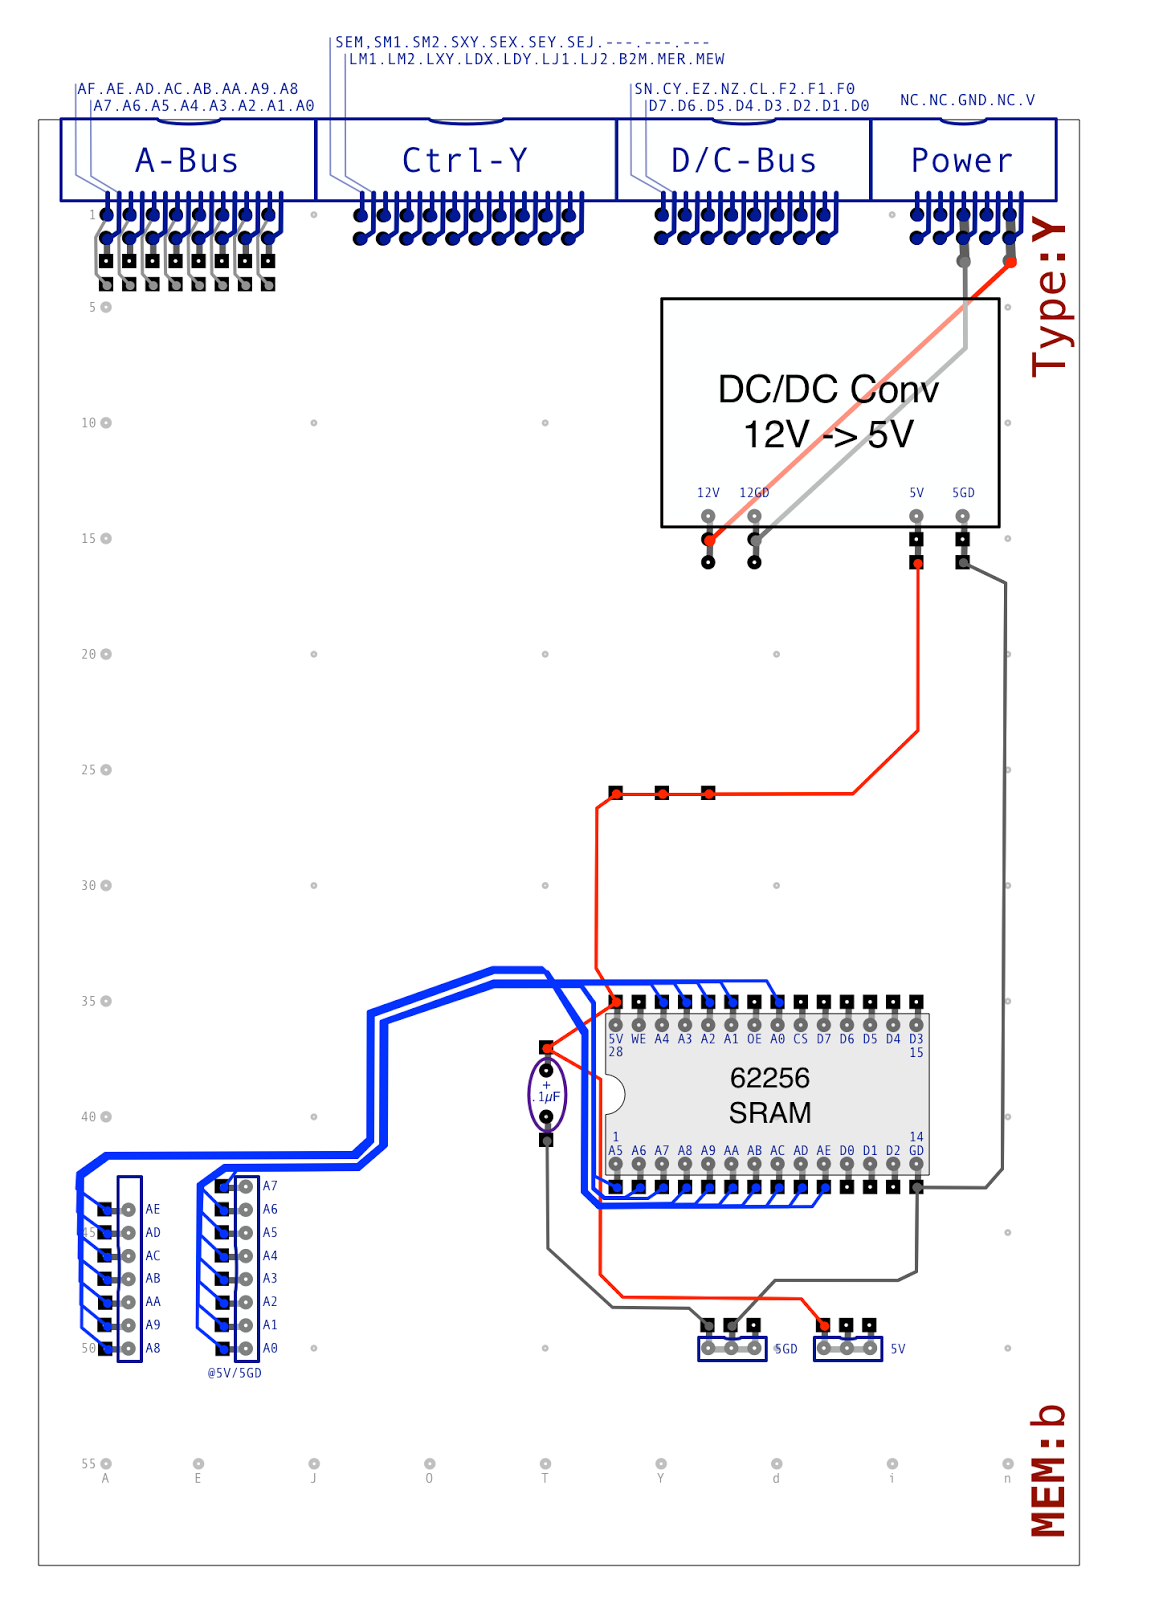 SEM,SM1.SM2.SXY.SEX.SEY.SEJ.---.---.---
LM1.LM2.LXY.LDX.LDY.LJ1.LJ2.B2M.MER.MEW
AF.AE.AD.AC.AB.AA.A9.A8
A7.A6.A5.A4.A3.A2.A1.A0
SN.CY.EZ.NZ.CL.F2.F1.F0
D7.D6.D5.D4.D3.D2.D1.D0
NC.NC.GND.NC.V
A-Bus
Ctrl-Y
D/C-Bus
Power
1
Type:Y
5
DC/DC Conv
12V -> 5V
10
12V 12GD 5V 5GD
15
20
25
30
35
5V WE A4 A3 A2 A1 OE A0 CS D7 D6 D5 D4 D3
28 15
62256
SRAM
+
.1µF
40
1 14
A5 A6 A7 A8 A9 AA AB AC AD AE D0 D1 D2 GD
A7
AE A6
45 AD A5
AC A4
AB A3
AA A2
A9 A1
50 A8 A0
@5V/5GD
5GD
5V
MEM:b
55
A E J O T Y d i n